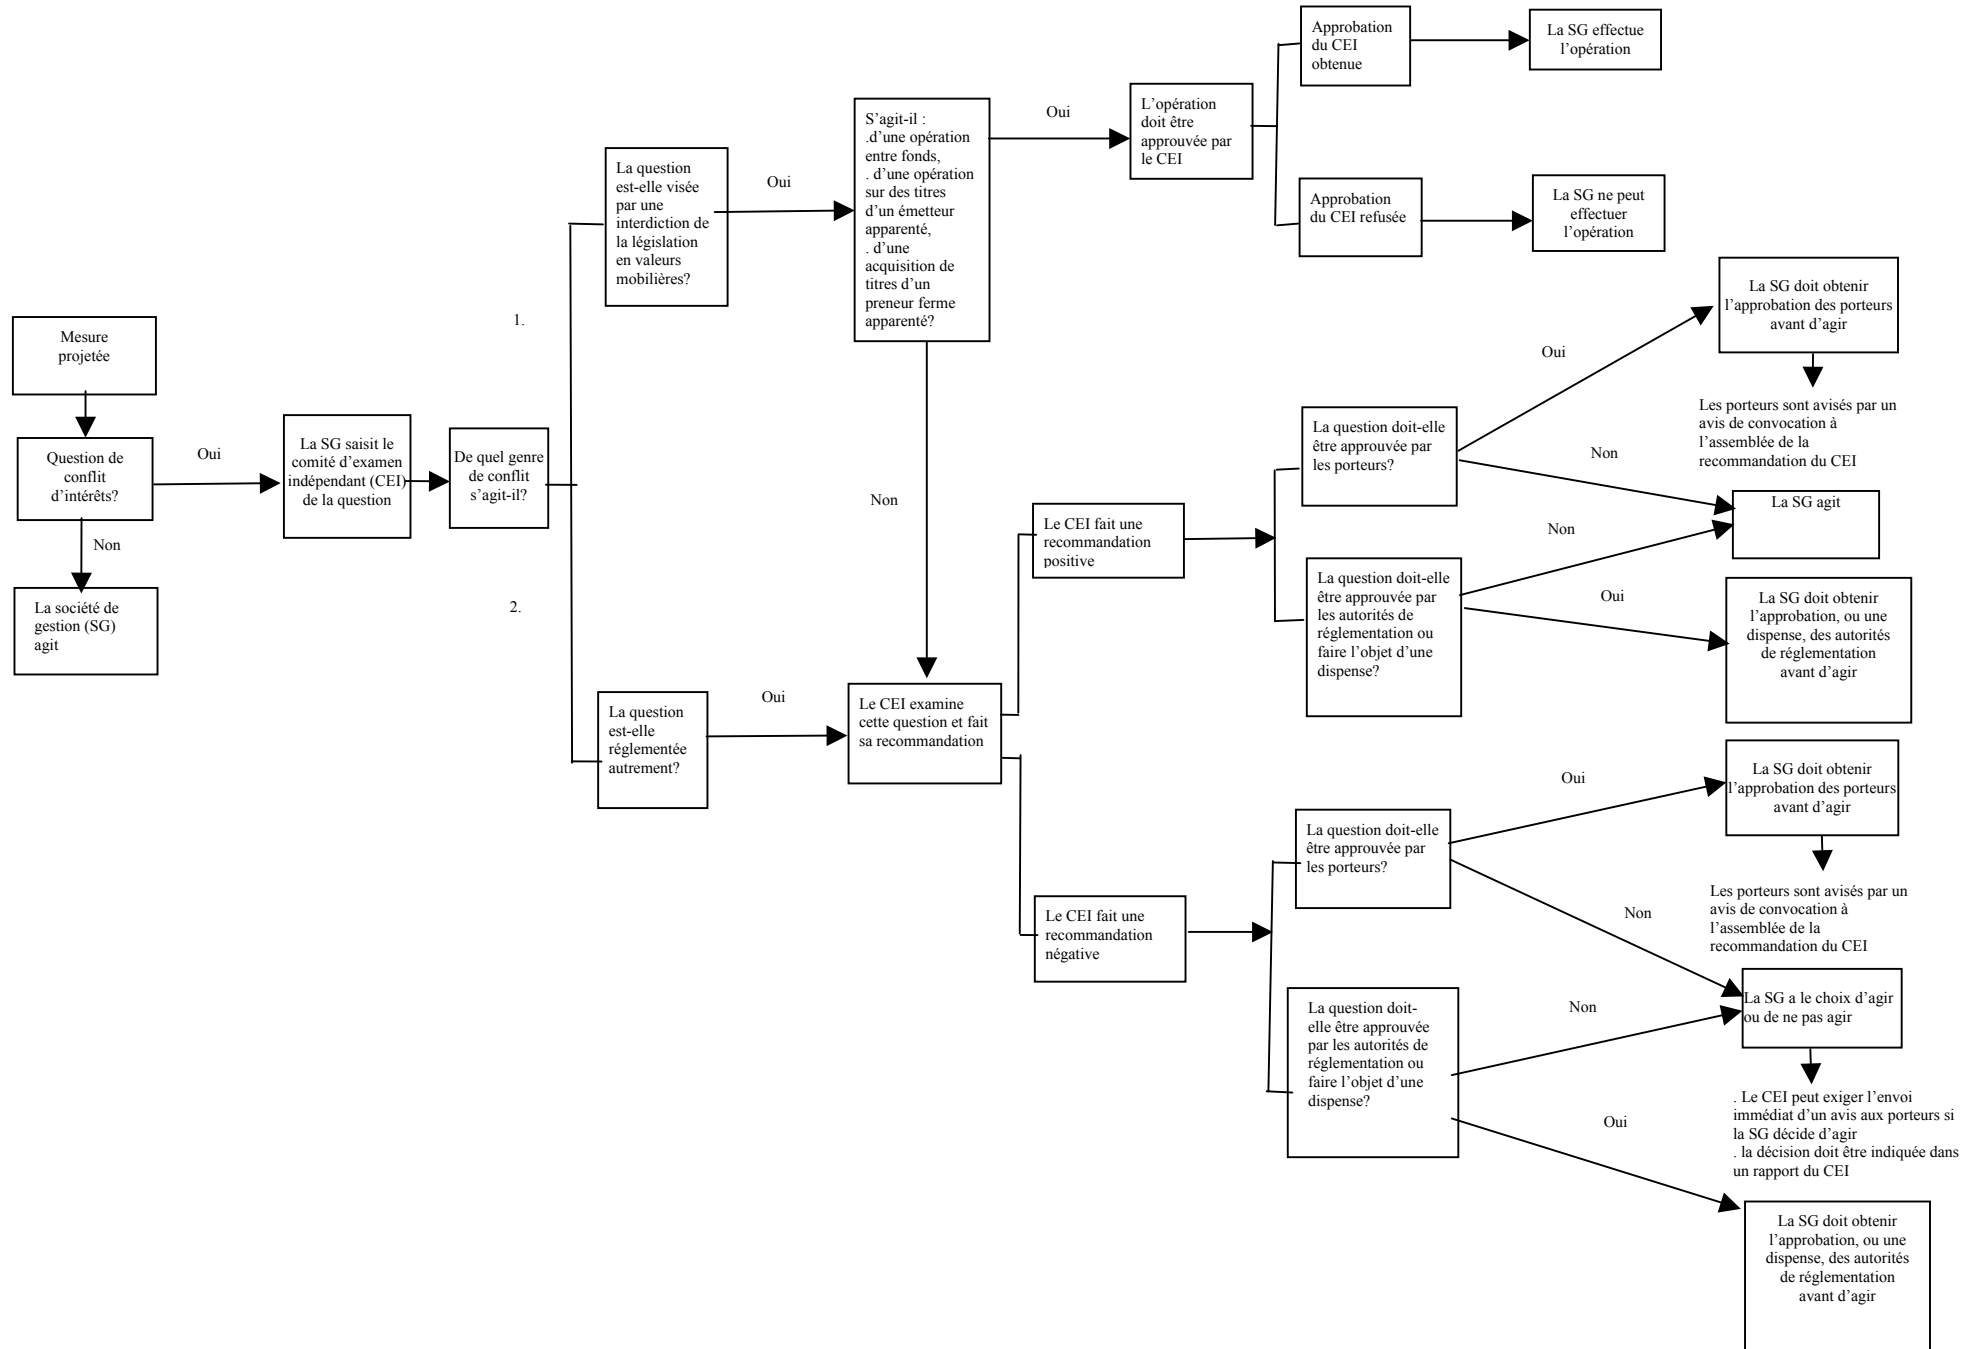 Mesure
projetée
Question de
conflit
d’intérêts?
Non
La société de
gestion (SG)
agit
Oui
La SG saisit le
comité d’examen
indépendant (CEI)
de la question
De quel genre
de conflit
s’agit-il?
1.
2.
La question
est-elle visée
par une
interdiction de
la législation
en valeurs
mobilières?
Oui
S’agit-il :
.d’une opération
entre fonds,
. d’une opération
sur des titres
d’un émetteur
apparenté,
. d’une
acquisition de
titres d’un
preneur ferme
apparenté?
Oui
L’opération
doit être
approuvée par
le CEI
Approbation
du CEI
obtenue
La SG effectue
l’opération
Approbation
du CEI refusée
La SG ne peut
effectuer
l’opération
Non
La question
est-elle
réglementée
autrement?
Oui
Le CEI examine
cette question et fait
sa recommandation
Le CEI fait une
recommandation
positive
La question doit-elle
être approuvée par
les porteurs?
Oui
La SG doit obtenir
l’approbation des porteurs
avant d’agir
Les porteurs sont avisés par un
avis de convocation à
l’assemblée de la
recommandation du CEI
Non
La SG agit
Non
La question doit-elle
être approuvée par
les autorités de
réglementation ou
faire l’objet d’une
dispense?
Oui
La SG doit obtenir
l’approbation, ou une
dispense, des autorités
de réglementation
avant d’agir
Le CEI fait une
recommandation
négative
La question doit-elle
être approuvée par
les porteurs?
Oui
La SG doit obtenir
l’approbation des porteurs
avant d’agir
Les porteurs sont avisés par un
avis de convocation à
l’assemblée de la
recommandation du CEI
Non
La SG a le choix d’agir
ou de ne pas agir
. Le CEI peut exiger l’envoi
immédiat d’un avis aux porteurs si
la SG décide d’agir
. la décision doit être indiquée dans
un rapport du CEI
La question doit-
elle être approuvée
par les autorités de
réglementation ou
faire l’objet d’une
dispense?
Non
Oui
La SG doit obtenir
l’approbation, ou une
dispense, des autorités
de réglementation
avant d’agir